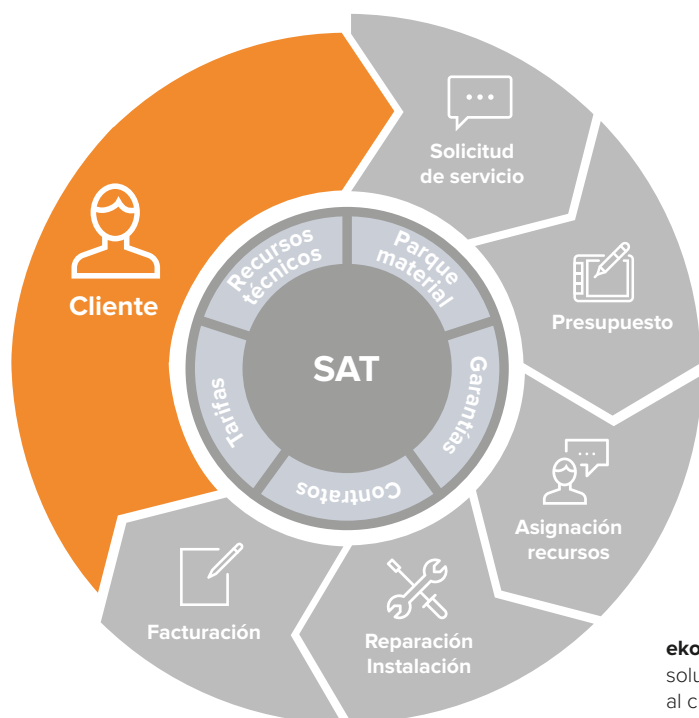 Solicitud
de servicio
Presupuesto
Asignación
recursos
Reparación
Instalación
Facturación
Cliente
Recursos
técnicos
Parque
material
Garantías
Contratos
Tarifas
SAT
eko
solu
al c